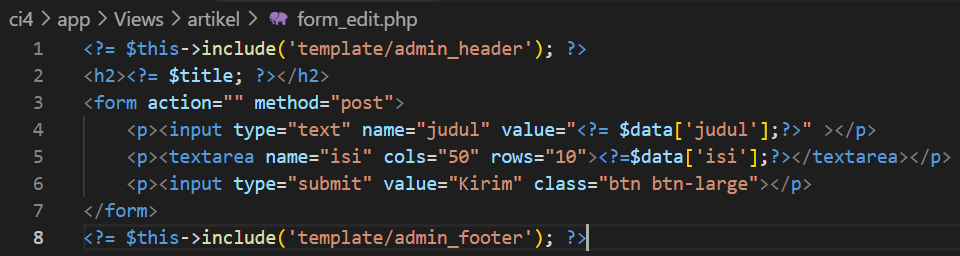 ci4 > app > Views > artikel > form_edit.php
1 <?= $this->include('template/admin_header'); ?>
2 <h2><?= $title; ?></h2>
3 <form action="" method="post">
4 <p><input type="text" name="judul" value="<?= $data['judul'];?>" ></p>
5 <p><textarea name="isi" cols="50" rows="10"><?=$data['isi'];?></textarea></p>
6 <p><input type="submit" value="Kirim" class="btn btn-large"></p>
7 </form>
8 <?= $this->include('template/admin_footer'); ?>